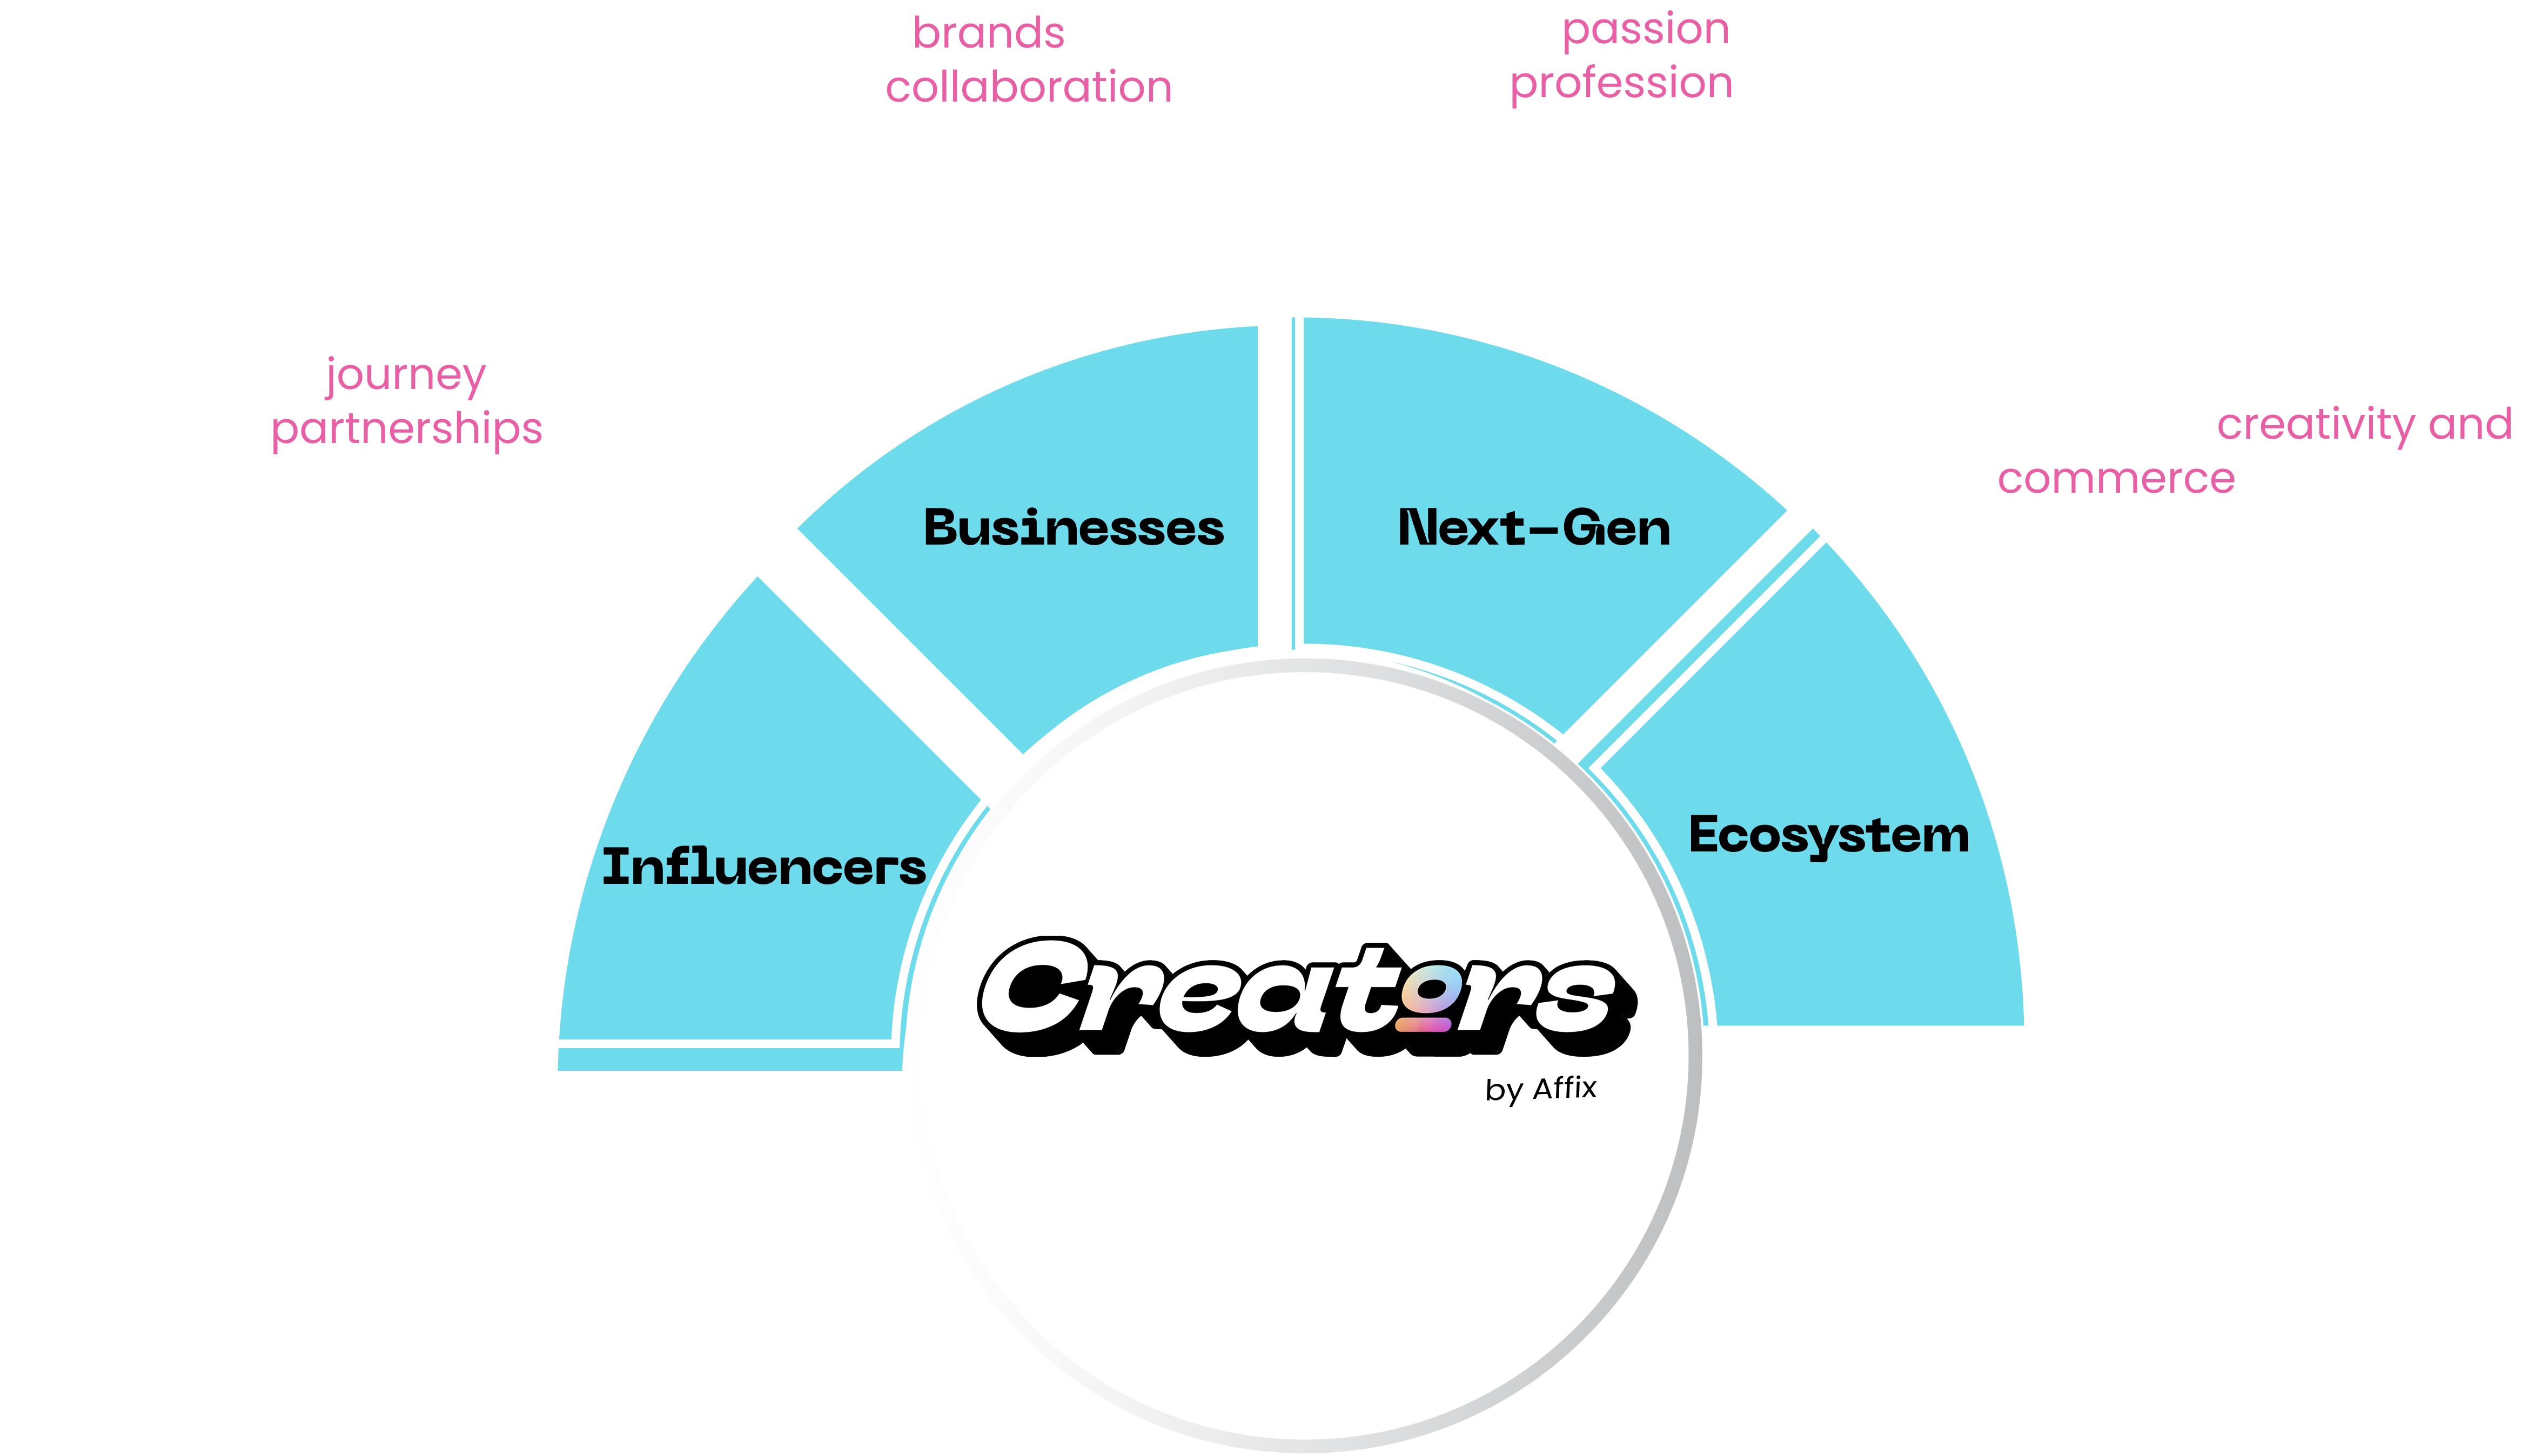 brands
collaboration
passion
profession
journey
partnerships
creativity and
commerce
Businesses
Next-Gen
Influencers
Ecosystem
Creators
by Affix